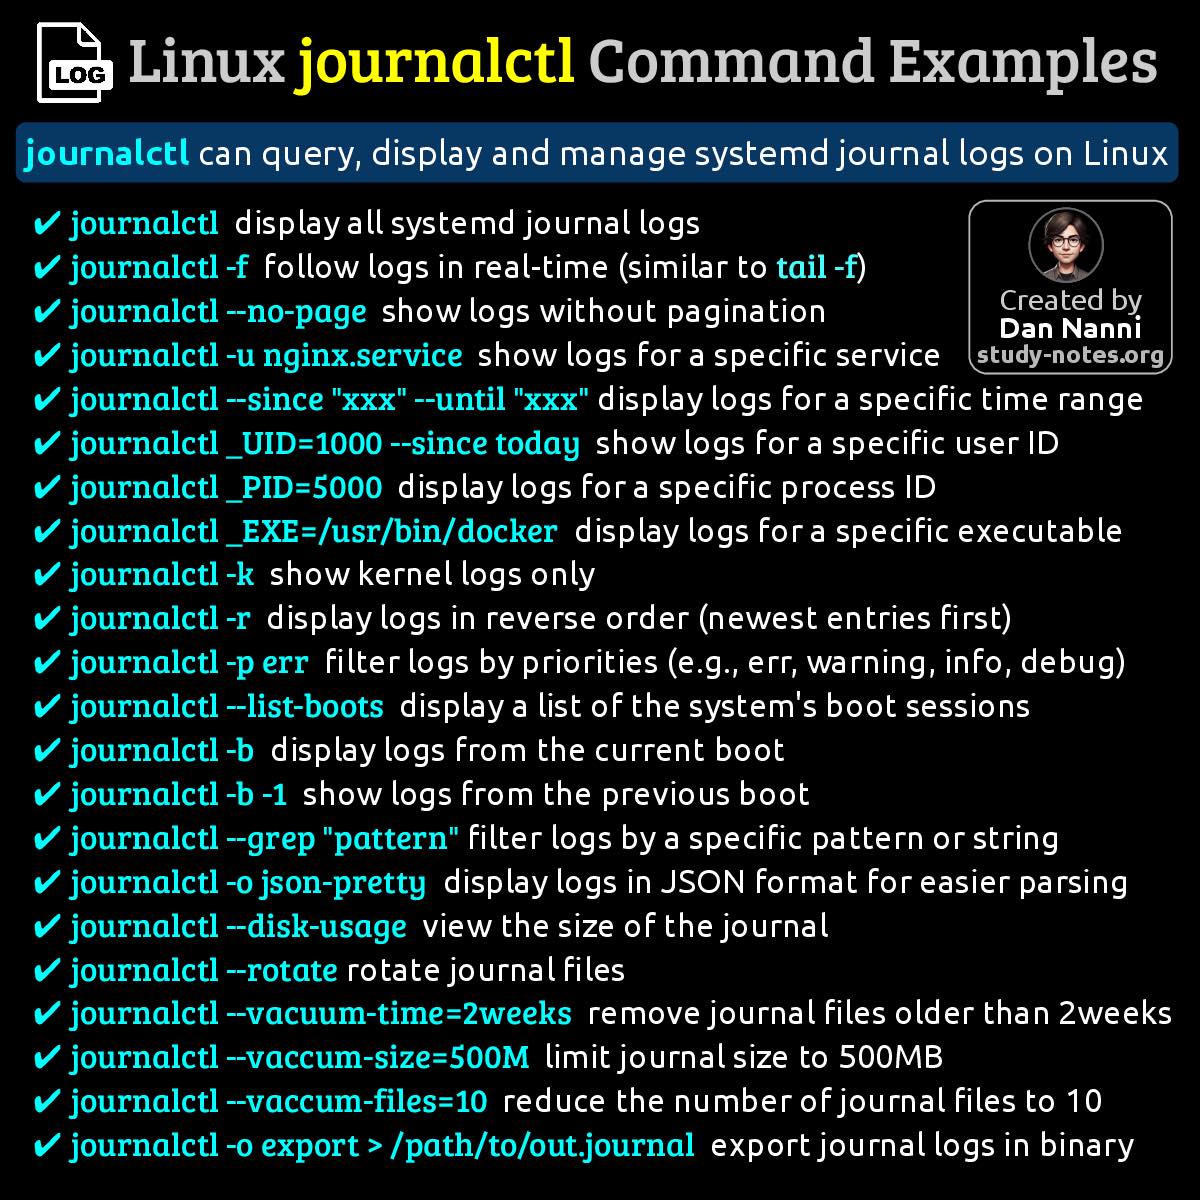 LOG
Linux journalctl Command Examples
journalctl can query, display and manage systemd journal logs on Linux
✔ journalctl display all systemd journal logs
✔ journalctl -f follow logs in real-time (similar to tail -f)
✔ journalctl --no-page show logs without pagination
✔ journalctl -u nginx.service show logs for a specific service
Created by
Dan Nanni
study-notes.org
✔ journalctl --since "xxx" --until "xxx" display logs for a specific time range
✔ journalctl _UID=1000 --since today show logs for a specific user ID
✔ journalctl _PID=5000 display logs for a specific process ID
✔ journalctl _EXE=/usr/bin/docker display logs for a specific executable
✔ journalctl -k show kernel logs only
✔ journalctl -r display logs in reverse order (newest entries first)
✔ journalctl -p err filter logs by priorities (e.g., err, warning, info, debug)
✔ journalctl --list-boots display a list of the system's boot sessions
✔ journalctl -b display logs from the current boot
✔ journalctl -b -1 show logs from the previous boot
✔ journalctl --grep "pattern" filter logs by a specific pattern or string
✔ journalctl -o json-pretty display logs in JSON format for easier parsing
✔ journalctl --disk-usage view the size of the journal
✔ journalctl --rotate rotate journal files
✔ journalctl --vacuum-time=2weeks remove journal files older than 2weeks
✔ journalctl --vaccum-size=500M limit journal size to 500MB
✔ journalctl --vaccum-files=10 reduce the number of journal files to 10
✔ journalctl -o export > /path/to/out.journal export journal logs in binary